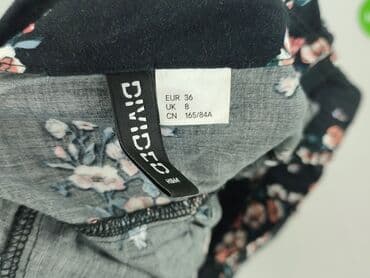 DIVIDED
H&M
EUR 36
UK 8
CN 165/84A